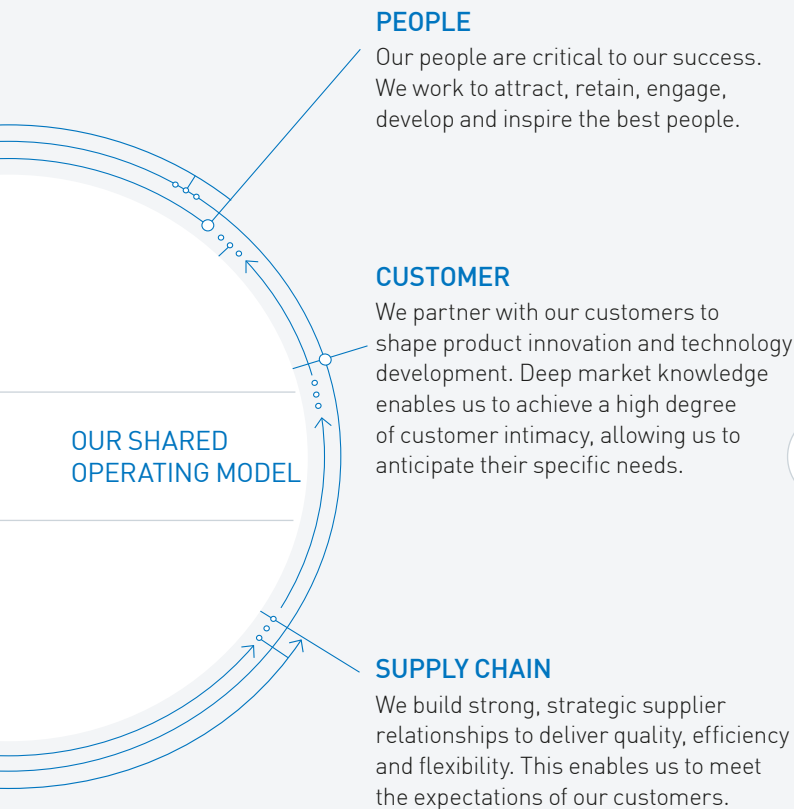 PEOPLE
Our people are critical to our success.
We work to attract, retain, engage,
develop and inspire the best people.
CUSTOMER
We partner with our customers to
shape product innovation and technology
development. Deep market knowledge
enables us to achieve a high degree
of customer intimacy, allowing us to
anticipate their specific needs.
OUR SHARED
OPERATING MODEL
SUPPLY CHAIN
We build strong, strategic supplier
relationships to deliver quality, efficiency
and flexibility. This enables us to meet
the expectations of our customers.